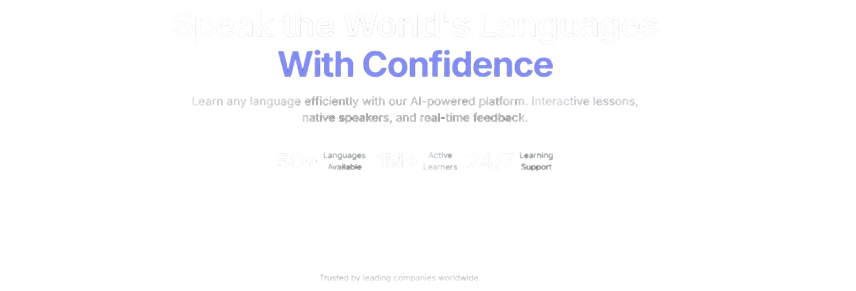 Speak the World's Languages
With Confidence
Learn any language efficiently with our AI-powered platform. Interactive lessons,
native speakers, and real-time feedback.
50+ Languages Available
1M+ Active Learners
24/7 Learning Support
Trusted by leading companies worldwide